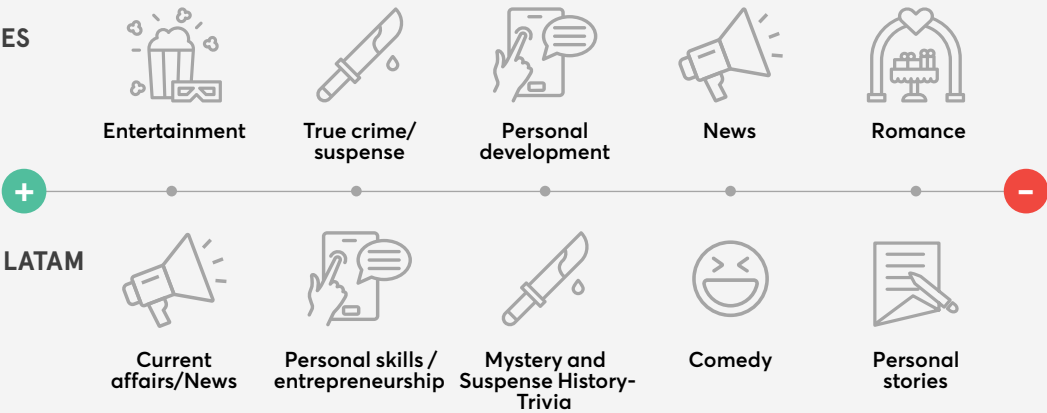 ES
Entertainment
True crime/
suspense
Personal
development
News
Romance
+
-
LATAM
Current
affairs/News
Personal skills /
entrepreneurship
Mystery and
Suspense History-
Trivia
Comedy
Personal
stories